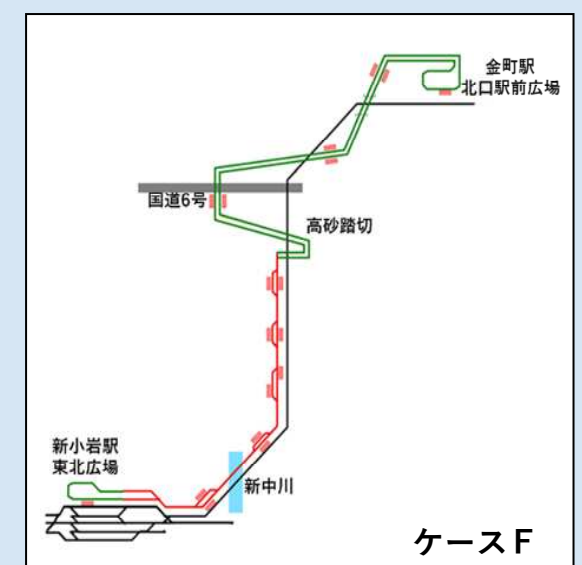 金町駅
北口駅前広場
国道6号
高砂踏切
新小岩駅
東北広場
新中川
ケースF